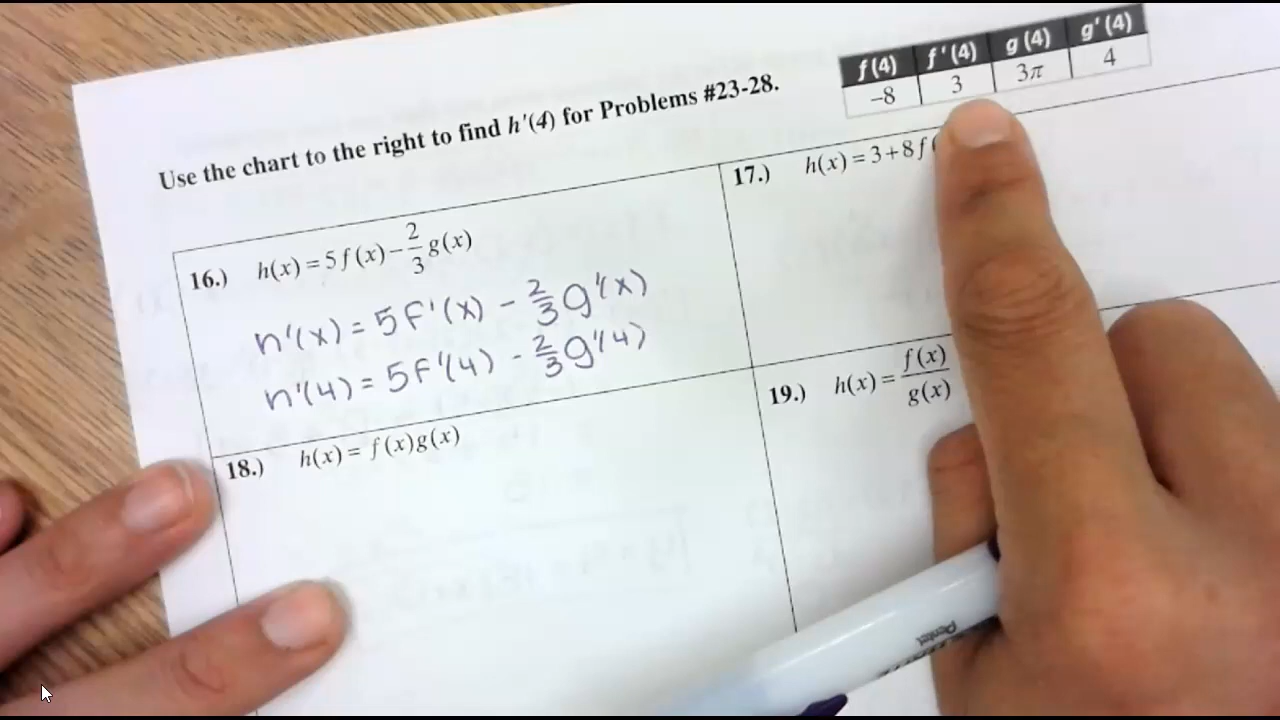 f(4) f'(4) g(4) g'(4)
-8 3 3π 4
Use the chart to the right to find h'(4) for Problems #23-28.
16.) h(x) = 5f(x) - 2/3 g(x)
h'(x) = 5f'(x) - 2/3 g'(x)
h'(4) = 5f'(4) - 2/3 g'(4)
17.) h(x) = 3+8f
18.) h(x) = f(x)g(x)
19.) h(x) = f(x)/g(x)
Pentel